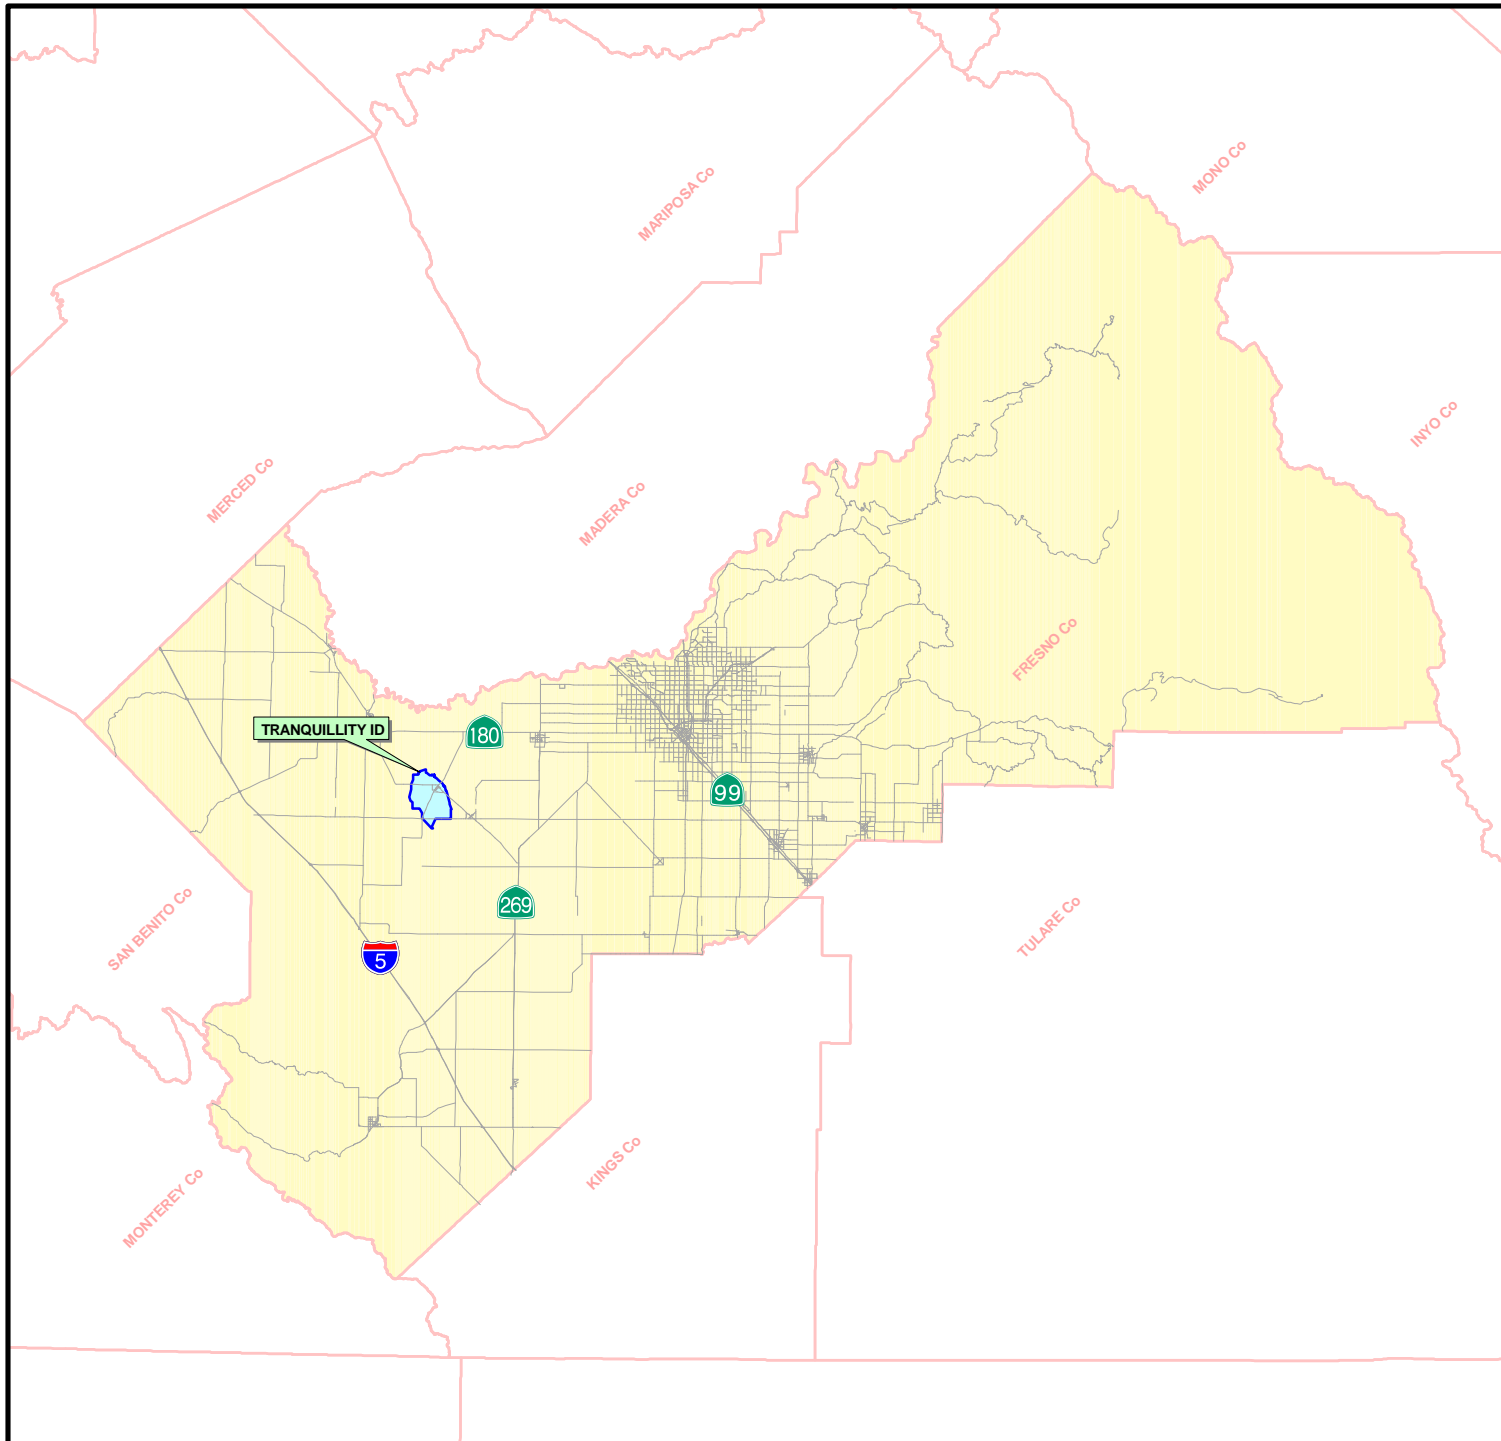 MONO Co
MARIPOSA Co
INYO Co
MERCED Co
MADERA Co
FRESNO Co
TRANQUILLITY ID
180
99
269
SAN BENITO Co
TULARE Co
5
KINGS Co
MONTEREY Co